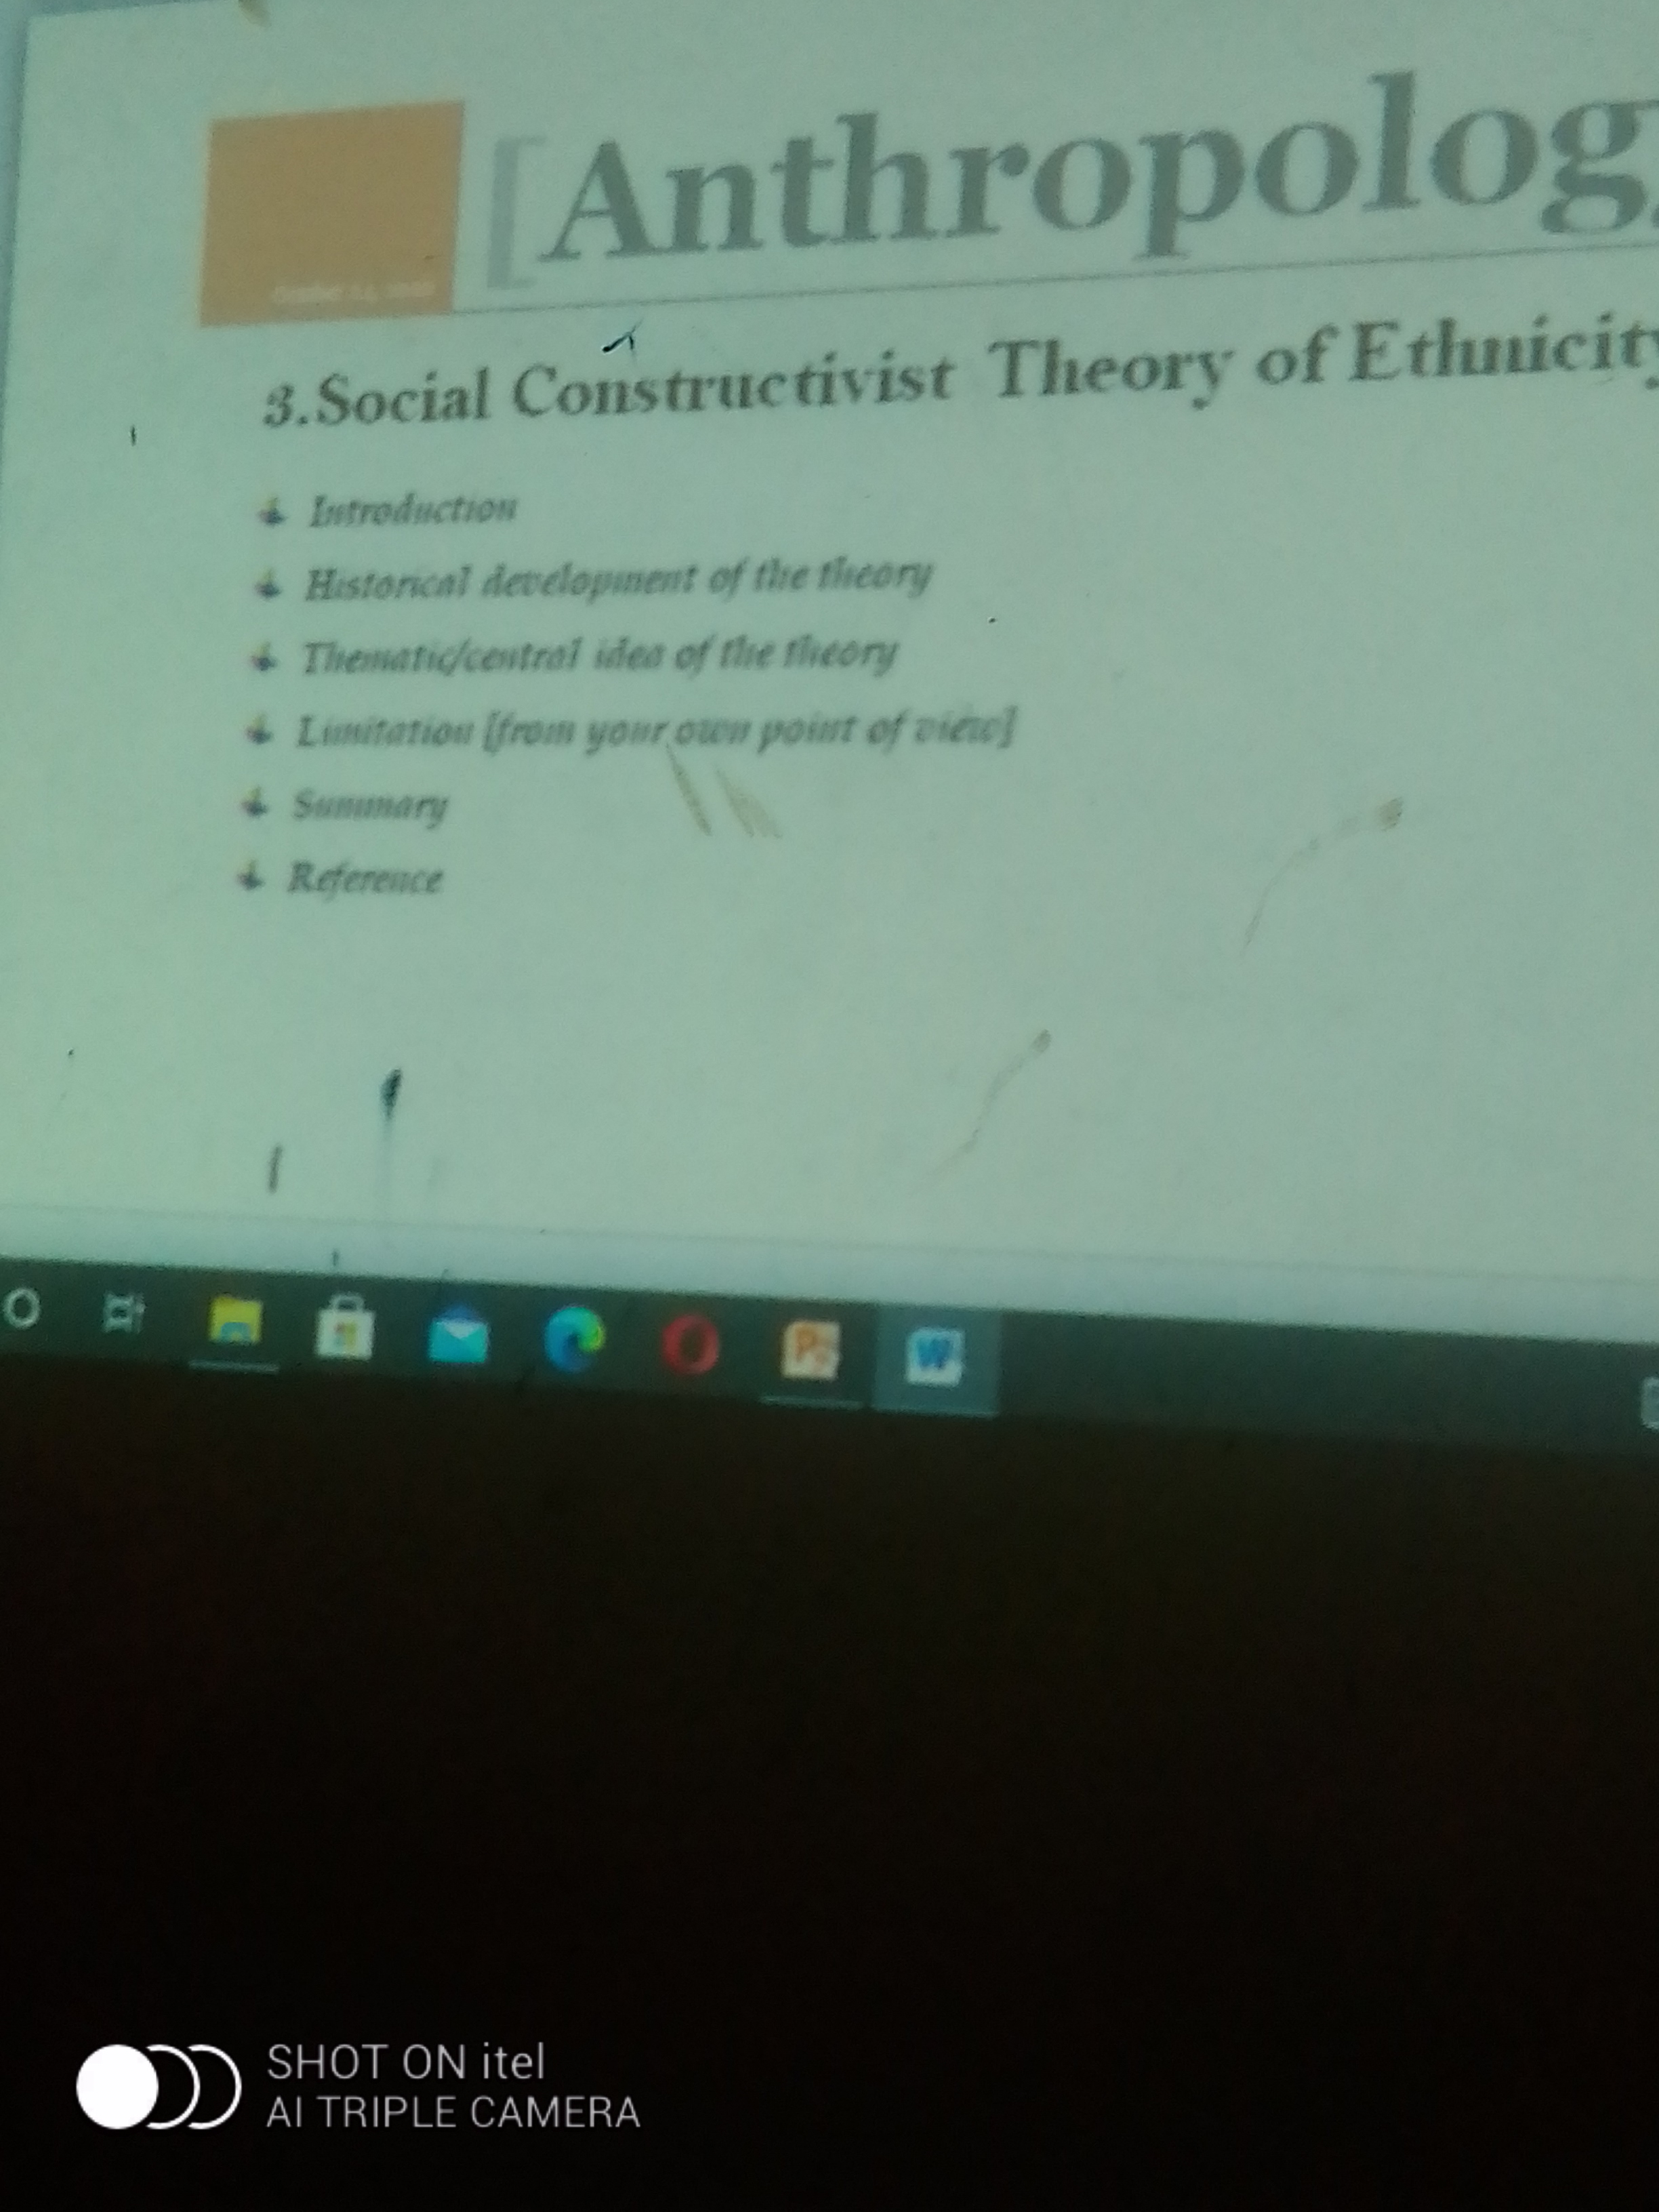 [Anthropolog
3.Social Constructivist Theory of Ethnicity
Introduction
Historical development of the theory
Thematic/central idea of the theory
Limitation [from your own point of view]
Summary
Reference
SHOT ON itel
AI TRIPLE CAMERA